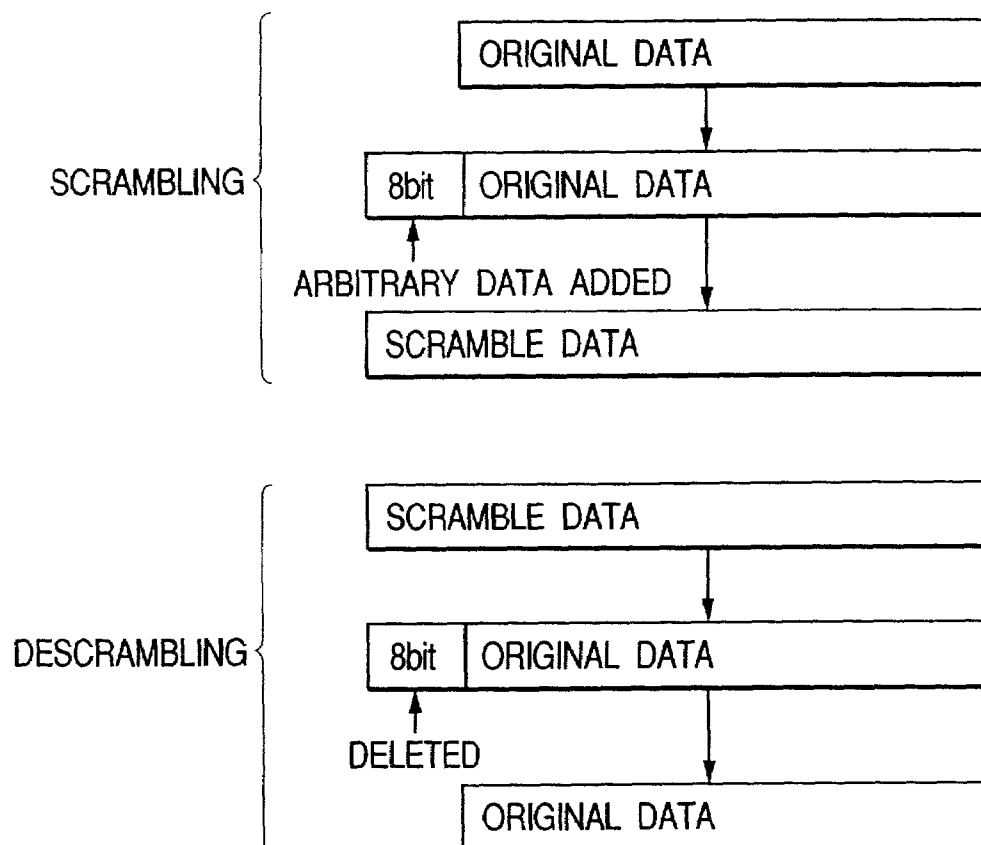 ORIGINAL DATA
SCRAMBLING
8bit ORIGINAL DATA
ARBITRARY DATA ADDED
SCRAMBLE DATA
SCRAMBLE DATA
DESCRAMBLING
8bit ORIGINAL DATA
DELETED
ORIGINAL DATA